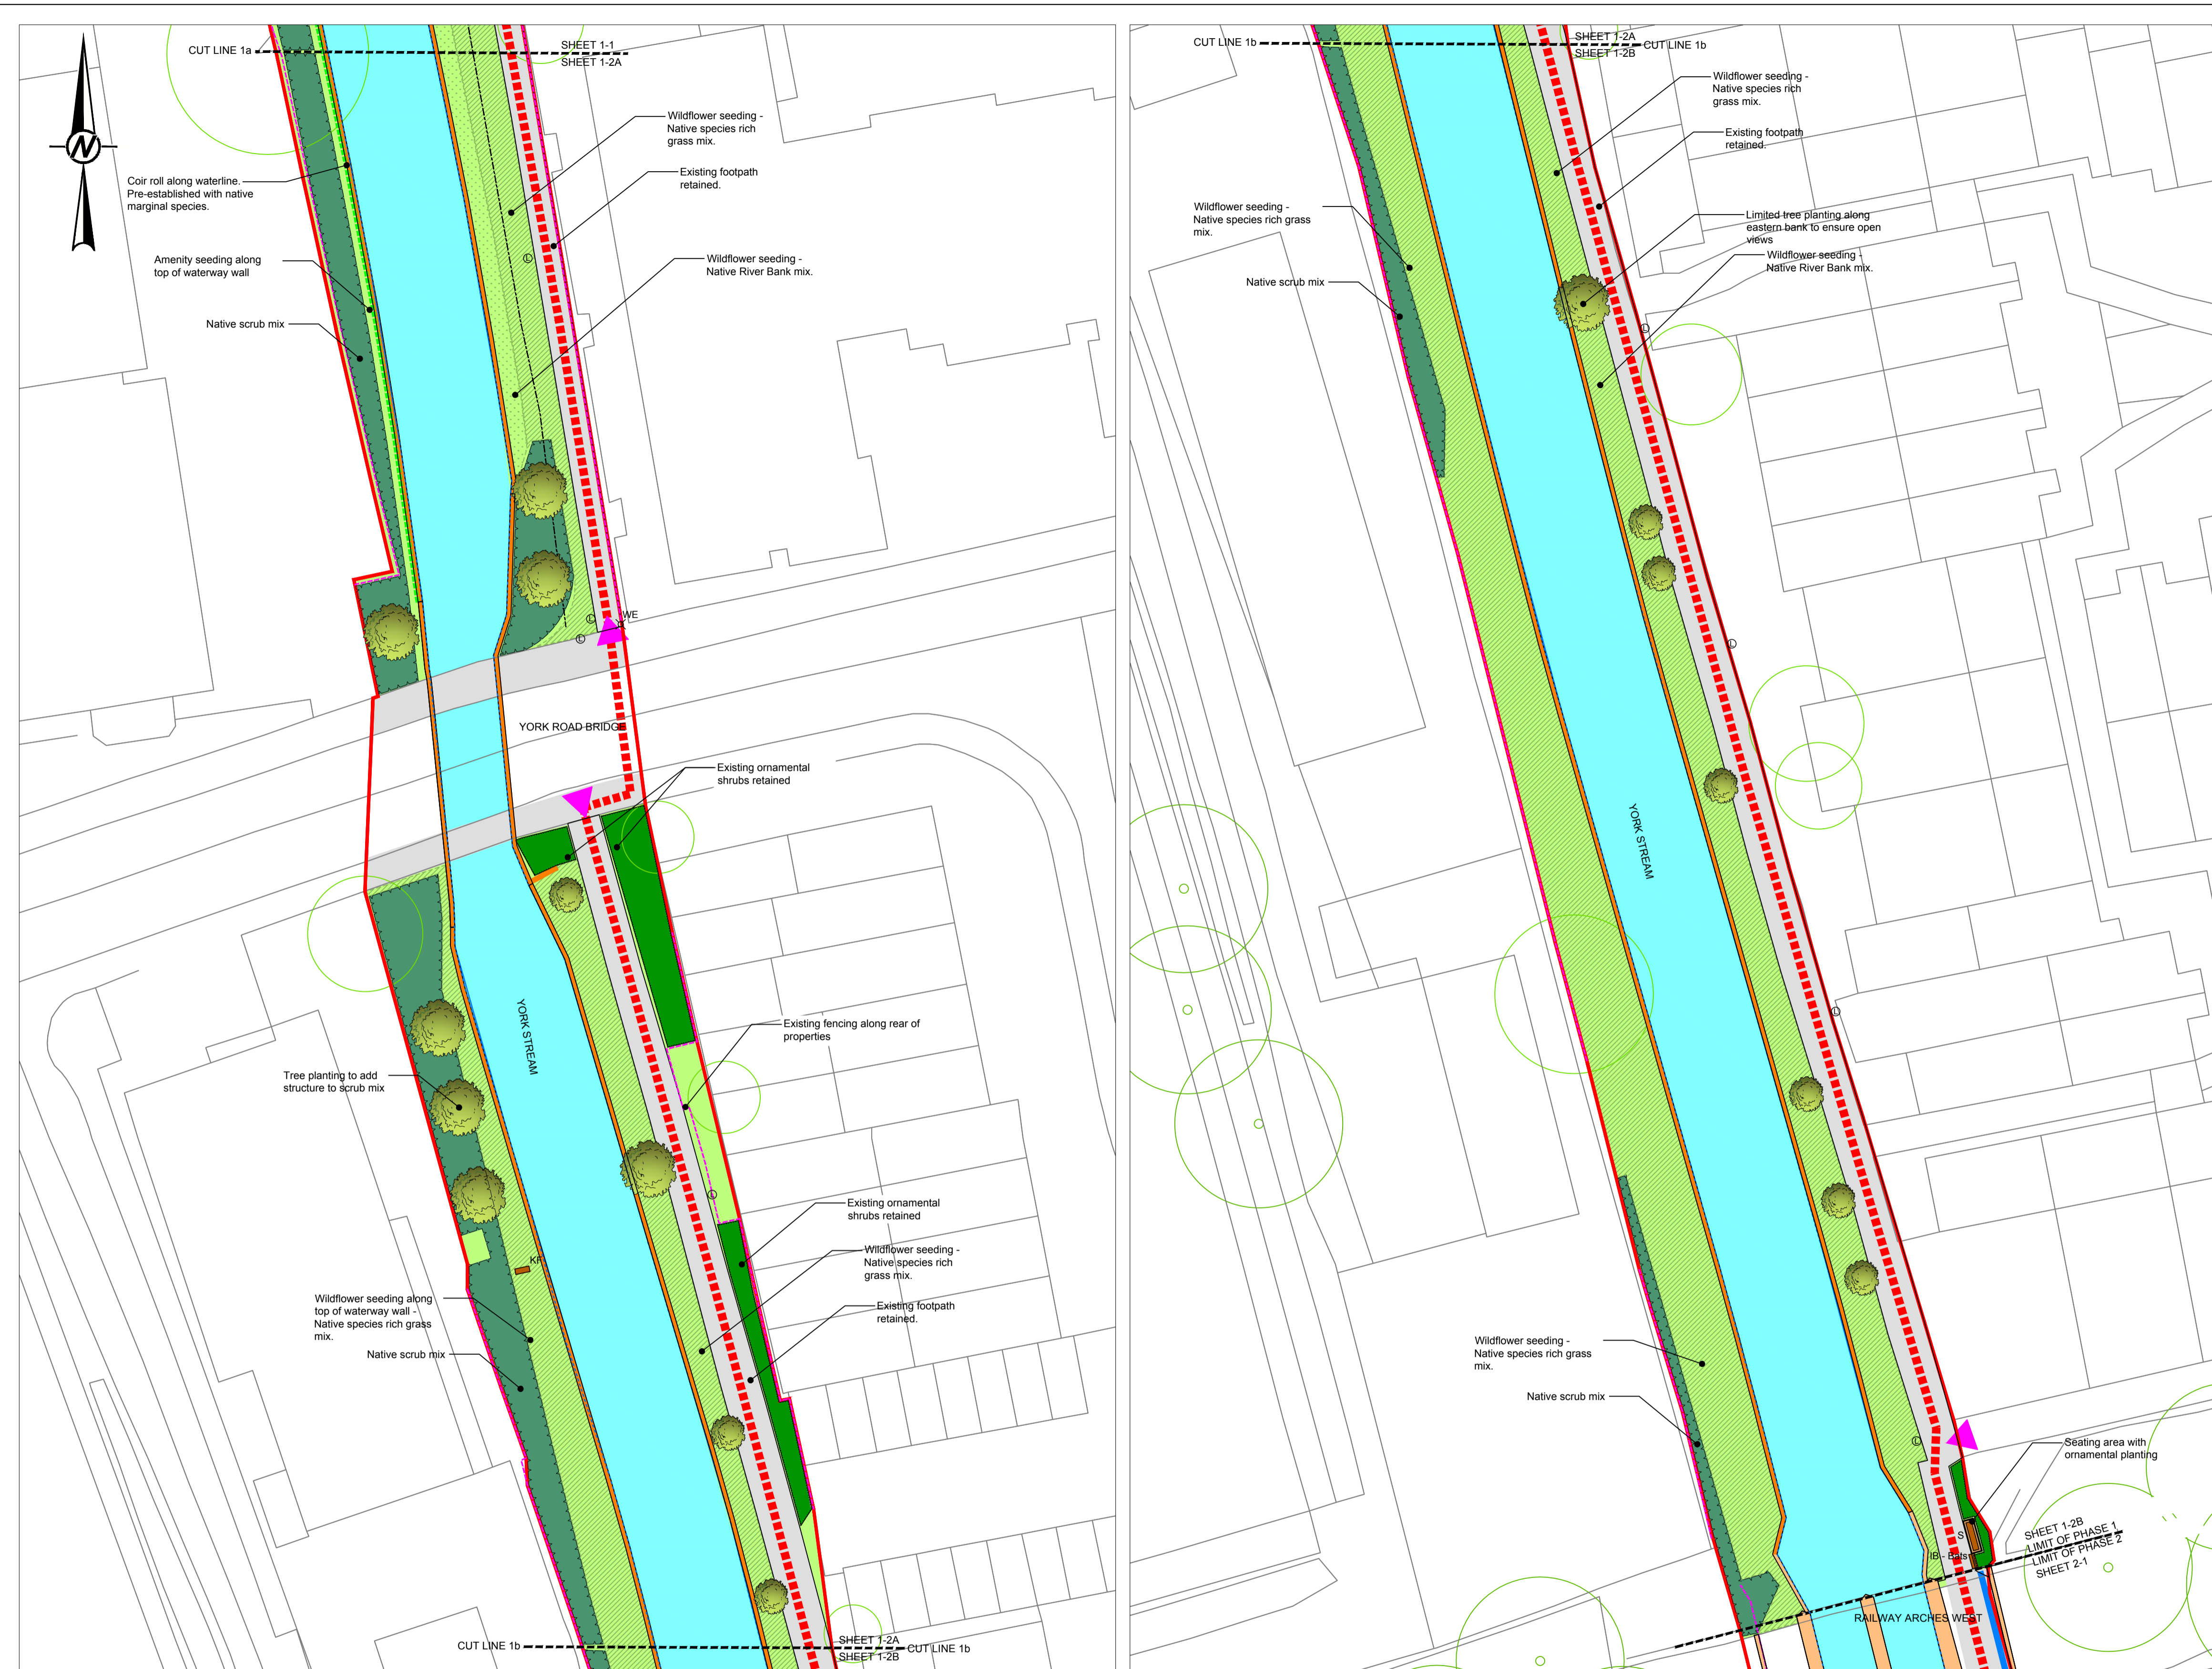 CUT LINE 1a
SHEET 1-1
SHEET 1-2A
N
Wildflower seeding -
Native species rich
grass mix.
Existing footpath
retained.
Coir roll along waterline.
Pre-established with native
marginal species.
L
Amenity seeding along
top of waterway wall
Wildflower seeding -
Native River Bank mix.
Native scrub mix
L
L
WE
YORK ROAD BRIDGE
Existing ornamental
shrubs retained
YORK STREAM
Existing fencing along rear of
properties
Tree planting to add
structure to scrub mix
L
Existing ornamental
shrubs retained
Wildflower seeding -
Native species rich
grass mix.
KF
Wildflower seeding along
top of waterway wall -
Native species rich grass
mix.
Existing footpath
retained.
Native scrub mix
CUT LINE 1b
SHEET 1-2A
SHEET 1-2B
CUT LINE 1b
CUT LINE 1b
SHEET 1-2A
SHEET 1-2B
CUT LINE 1b
Wildflower seeding -
Native species rich
grass mix.
Existing footpath
retained.
Wildflower seeding -
Native species rich grass
mix.
Limited tree planting along
eastern bank to ensure open
views
Wildflower seeding -
Native River Bank mix.
Native scrub mix
L
L
YORK STREAM
L
Wildflower seeding -
Native species rich grass
mix.
Native scrub mix
L
Seating area with
ornamental planting
S
IB - Bats
SHEET 1-2B
LIMIT OF PHASE 1
LIMIT OF PHASE 2
SHEET 2-1
RAILWAY ARCHES WEST